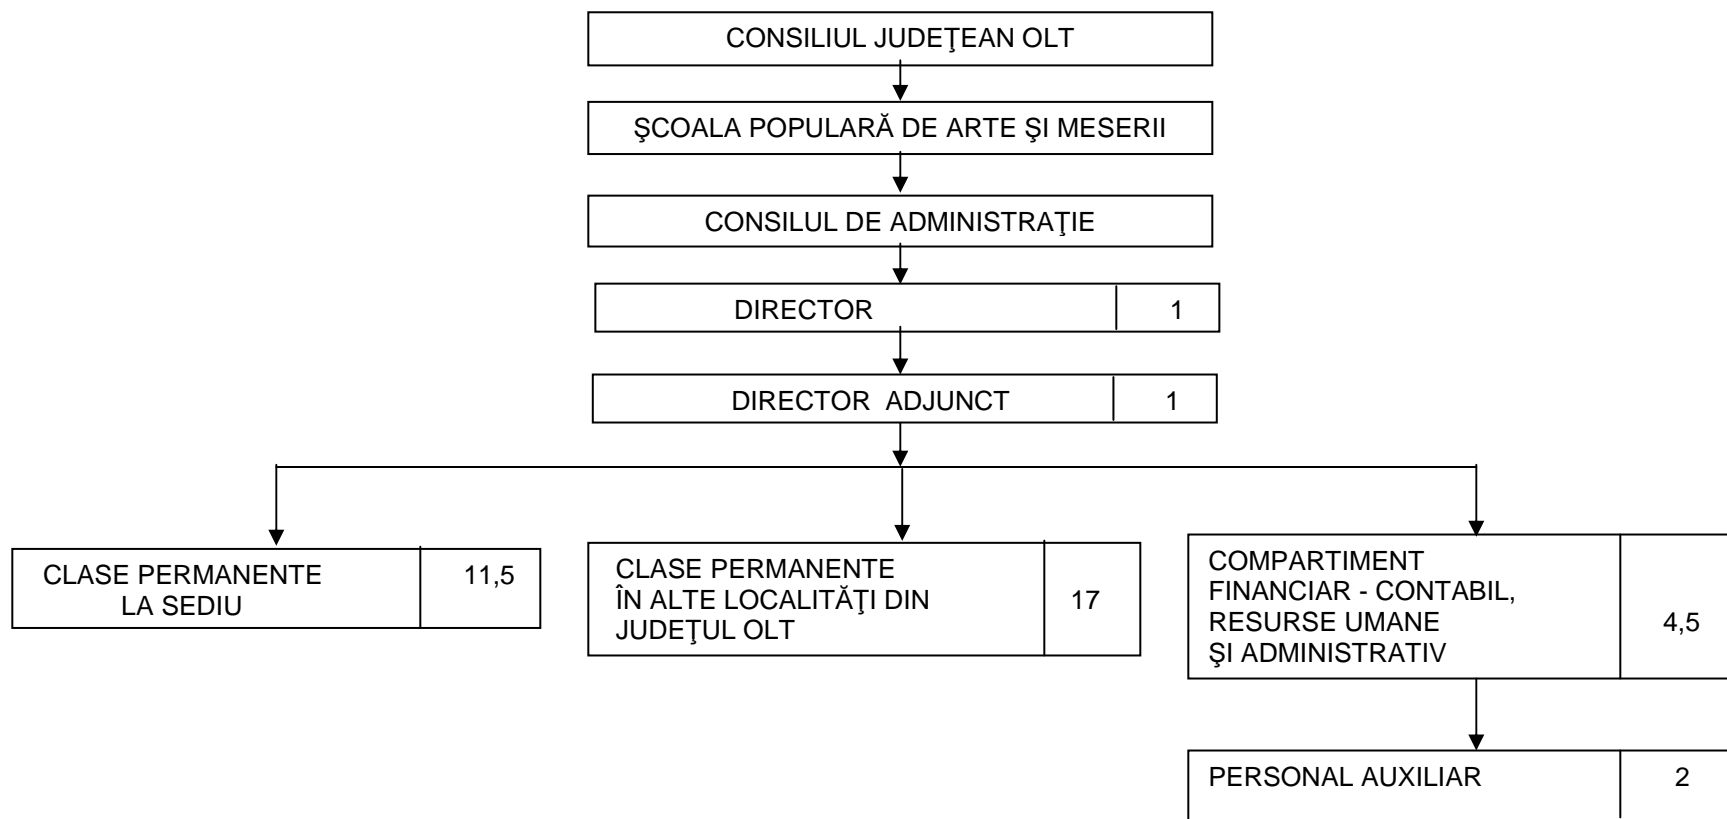 CONSILIUL JUDEŢEAN OLT
ŞCOALA POPULARĂ DE ARTE ŞI MESERII
CONSILUL DE ADMINISTRAŢIE
DIRECTOR 1
DIRECTOR ADJUNCT 1
CLASE PERMANENTE 11,5
LA SEDIU
CLASE PERMANENTE
ÎN ALTE LOCALITĂŢI DIN 17
JUDEŢUL OLT
COMPARTIMENT
FINANCIAR - CONTABIL,
RESURSE UMANE 4,5
ŞI ADMINISTRATIV
PERSONAL AUXILIAR 2